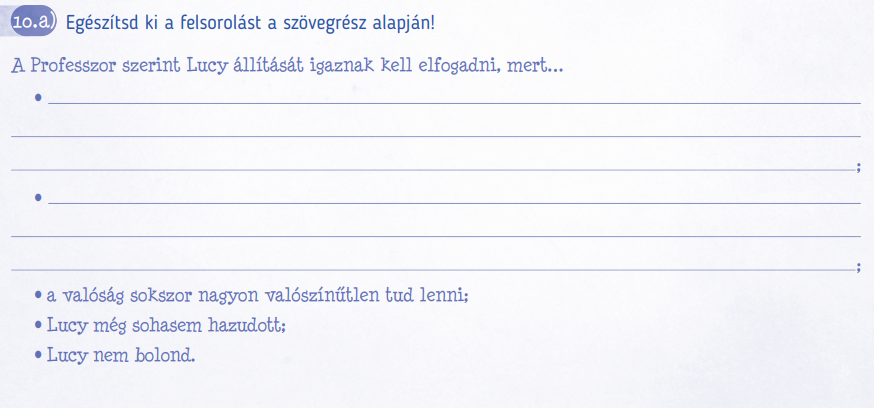 10.a) Egészítsd ki a felsorolást a szövegrész alapján!
A Professzor szerint Lucy állítását igaznak kell elfogadni, mert...
•
;
•
;
• a valóság sokszor nagyon valószínűtlen tud lenni;
• Lucy még sohasem hazudott;
• Lucy nem bolond.